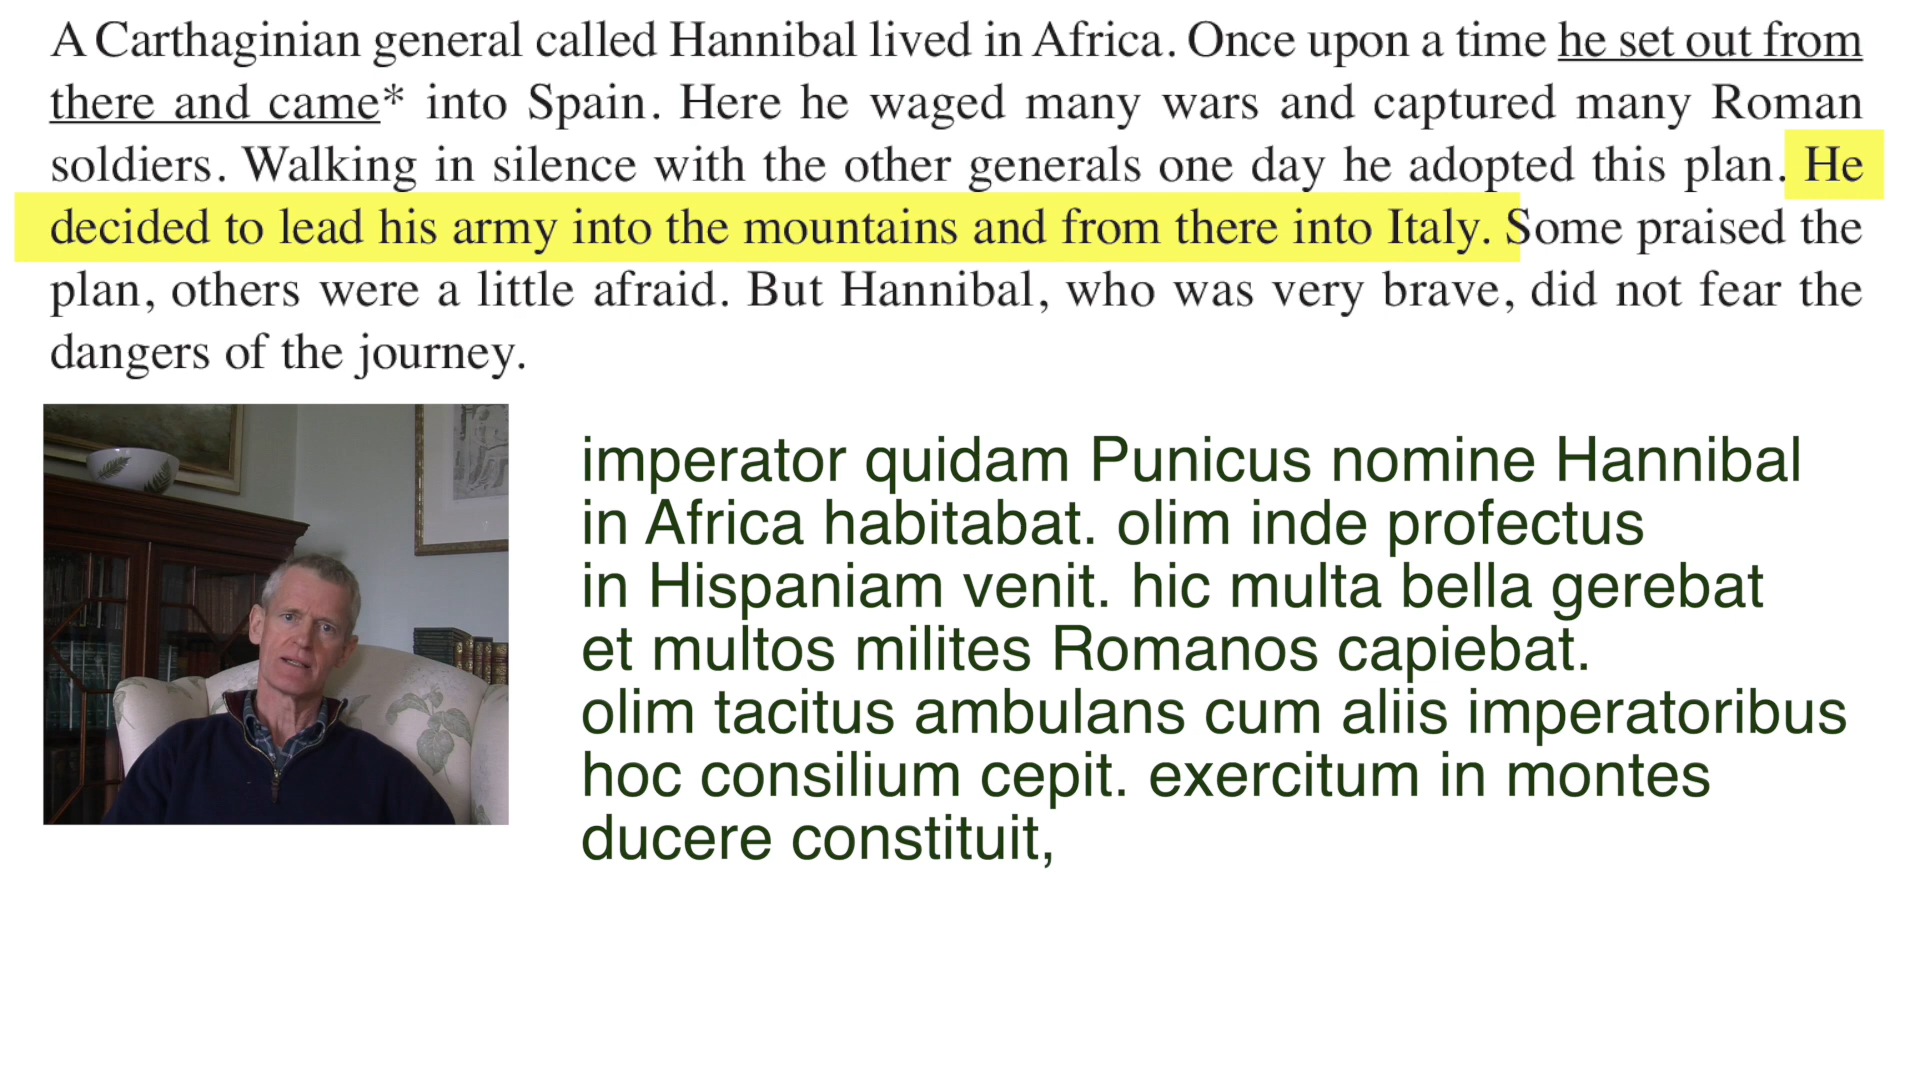 A Carthaginian general called Hannibal lived in Africa. Once upon a time he set out from
there and came* into Spain. Here he waged many wars and captured many Roman
soldiers. Walking in silence with the other generals one day he adopted this plan. He
decided to lead his army into the mountains and from there into Italy. Some praised the
plan, others were a little afraid. But Hannibal, who was very brave, did not fear the
dangers of the journey.
imperator quidam Punicus nomine Hannibal
in Africa habitabat. olim inde profectus
in Hispaniam venit. hic multa bella gerebat
et multos milites Romanos capiebat.
olim tacitus ambulans cum aliis imperatoribus
hoc consilium cepit. exercitum in montes
ducere constituit,